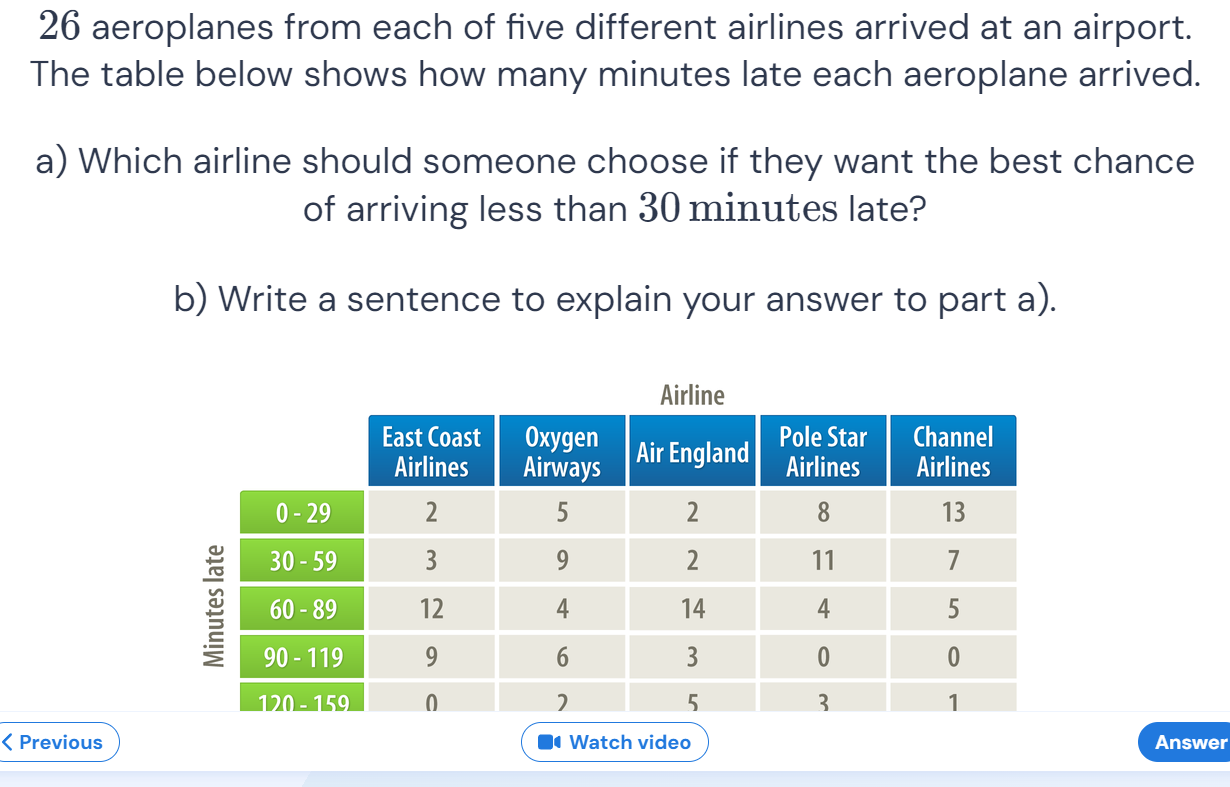 26 aeroplanes from each of five different airlines arrived at an airport.
The table below shows how many minutes late each aeroplane arrived.
a) Which airline should someone choose if they want the best chance
of arriving less than 30 minutes late?
b) Write a sentence to explain your answer to part a).
Airline
East Coast Airlines Oxygen Airways Air England Pole Star Airlines Channel Airlines
Minutes late
0 - 29 2 5 2 8 13
30 - 59 3 9 2 11 7
60 - 89 12 4 14 4 5
90 - 119 9 6 3 0 0
120 - 159 0 2 5 3 1
Previous Watch video Answer